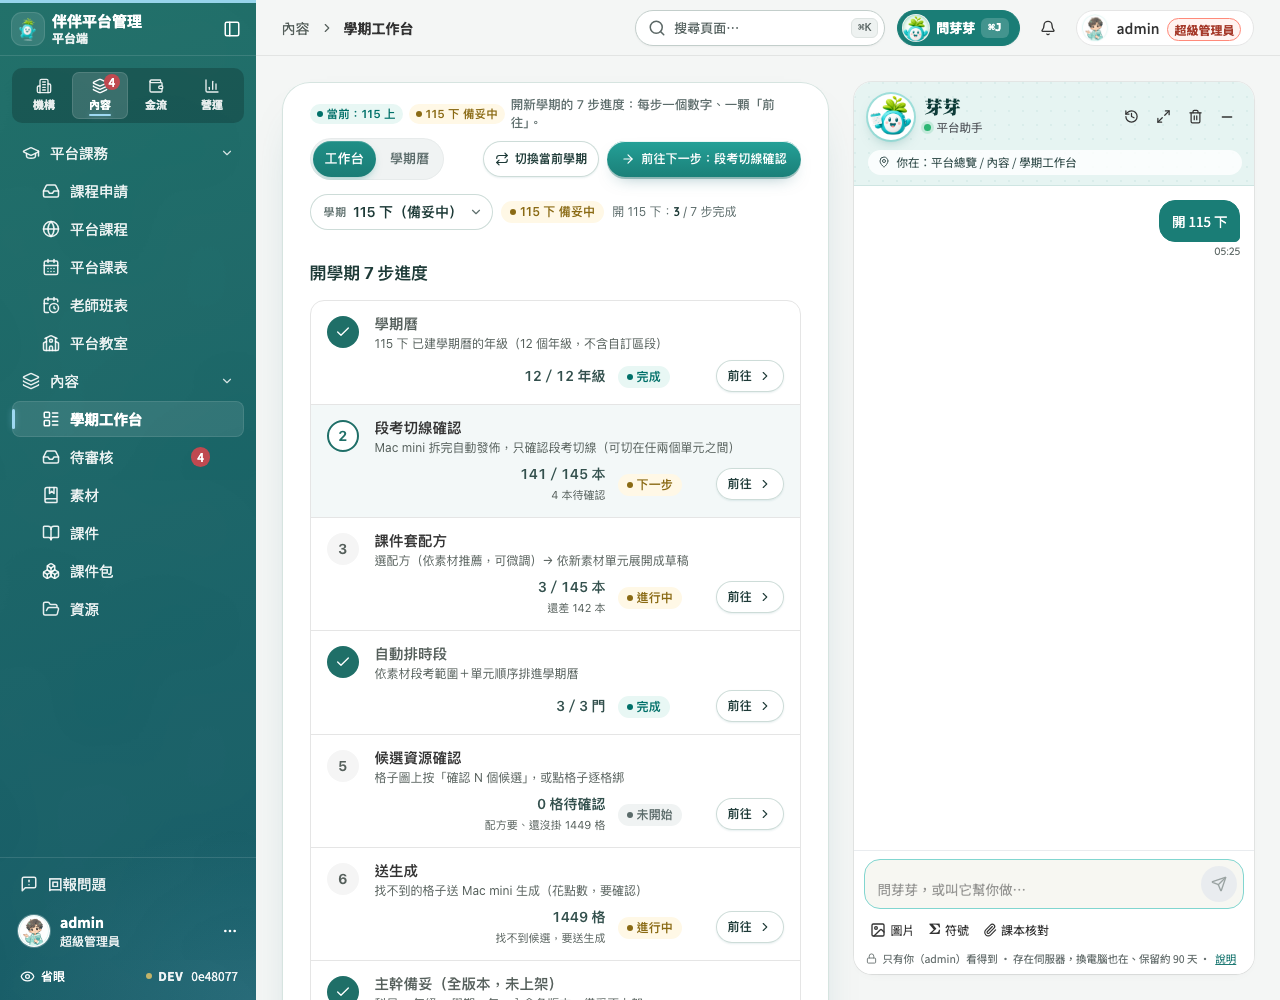 伴伴平台管理
平台端
機構
內容
4
金流
營運
平台課務
課程申請
平台課程
平台課表
老師班表
平台教室
內容
學期工作台
待審核
4
素材
課件
課件包
資源
回報問題
admin
超級管理員
省眼
DEV 0e48077
內容 > 學期工作台
搜尋頁面… ⌘K
問芽芽 ⌘J
admin 超級管理員
當前：115 上
115 下 備妥中
開新學期的 7 步進度：每步一個數字、一顆「前往」。
工作台
學期曆
切換當前學期
前往下一步：段考切線確認
學期 115 下（備妥中）
115 下 備妥中
開 115 下：3 / 7 步完成
開學期 7 步進度
學期曆
115 下 已建學期曆的年級（12 個年級，不含自訂區段）
12 / 12 年級
完成
前往
2
段考切線確認
Mac mini 拆完自動發佈，只確認段考切線（可切在任兩個單元之間）
141 / 145 本
4 本待確認
下一步
前往
3
課件套配方
選配方（依素材推薦，可微調）→ 依新素材單元展開成草稿
3 / 145 本
還差 142 本
進行中
前往
自動排時段
依素材段考範圍＋單元順序排進學期曆
3 / 3 門
完成
前往
5
候選資源確認
格子圖上按「確認 N 個候選」，或點格子逐格綁
0 格待確認
配方要、還沒掛 1449 格
未開始
前往
6
送生成
找不到的格子送 Mac mini 生成（花點數，要確認）
1449 格
找不到候選，要送生成
進行中
前往
主幹備妥（全版本，未上架）
芽芽
平台助手
你在：平台總覽 / 內容 / 學期工作台
開 115 下
05:25
問芽芽，或叫它幫你做…
圖片
符號
課本核對
只有你（admin）看得到 · 存在伺服器，換電腦也在、保留約 90 天 · 說明